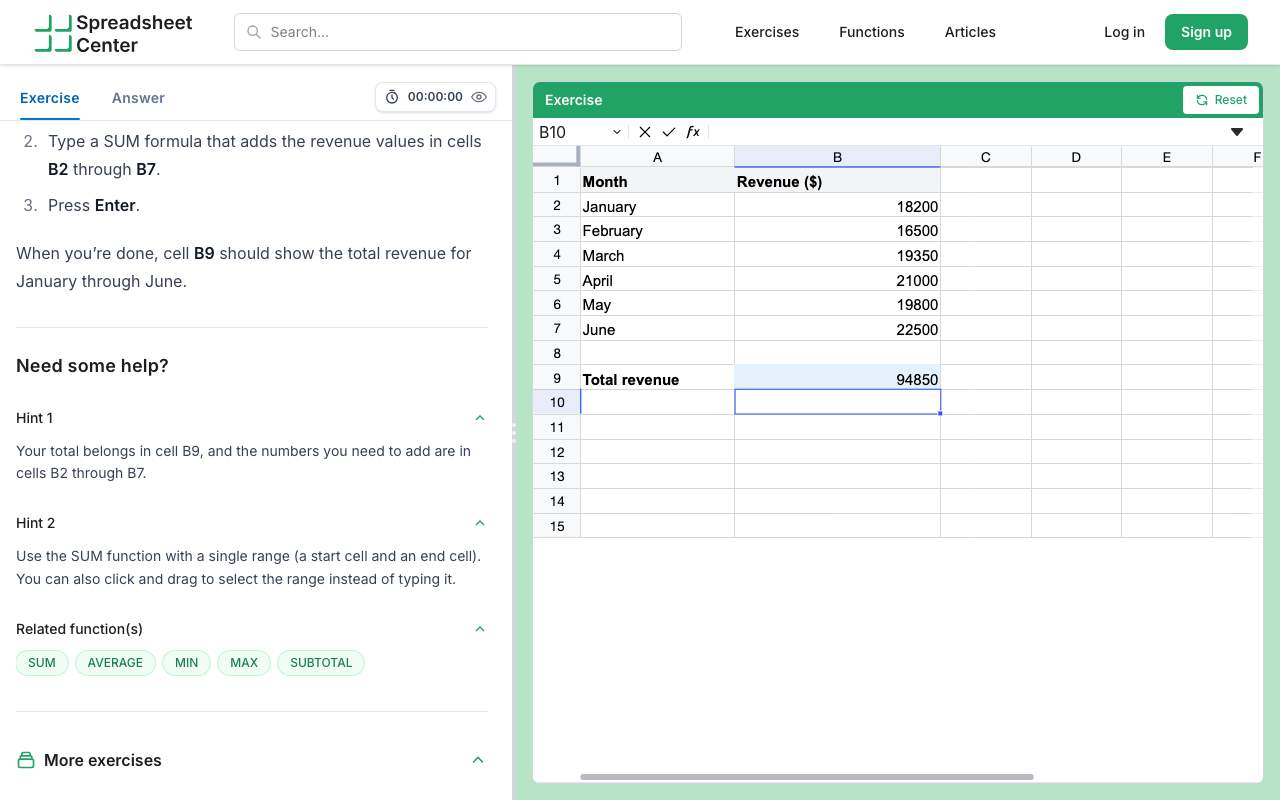 Spreadsheet
Center
Search...
Exercises
Functions
Articles
Log in
Sign up
Exercise
Answer
00:00:00
2. Type a SUM formula that adds the revenue values in cells
B2 through B7.
3. Press Enter.
When you’re done, cell B9 should show the total revenue for
January through June.
Need some help?
Hint 1
Your total belongs in cell B9, and the numbers you need to add are in
cells B2 through B7.
Hint 2
Use the SUM function with a single range (a start cell and an end cell).
You can also click and drag to select the range instead of typing it.
Related function(s)
SUM AVERAGE MIN MAX SUBTOTAL
More exercises
Exercise
Reset
B10 fx
A B C D E F
1 Month Revenue ($)
2 January 18200
3 February 16500
4 March 19350
5 April 21000
6 May 19800
7 June 22500
8
9 Total revenue 94850
10
11
12
13
14
15